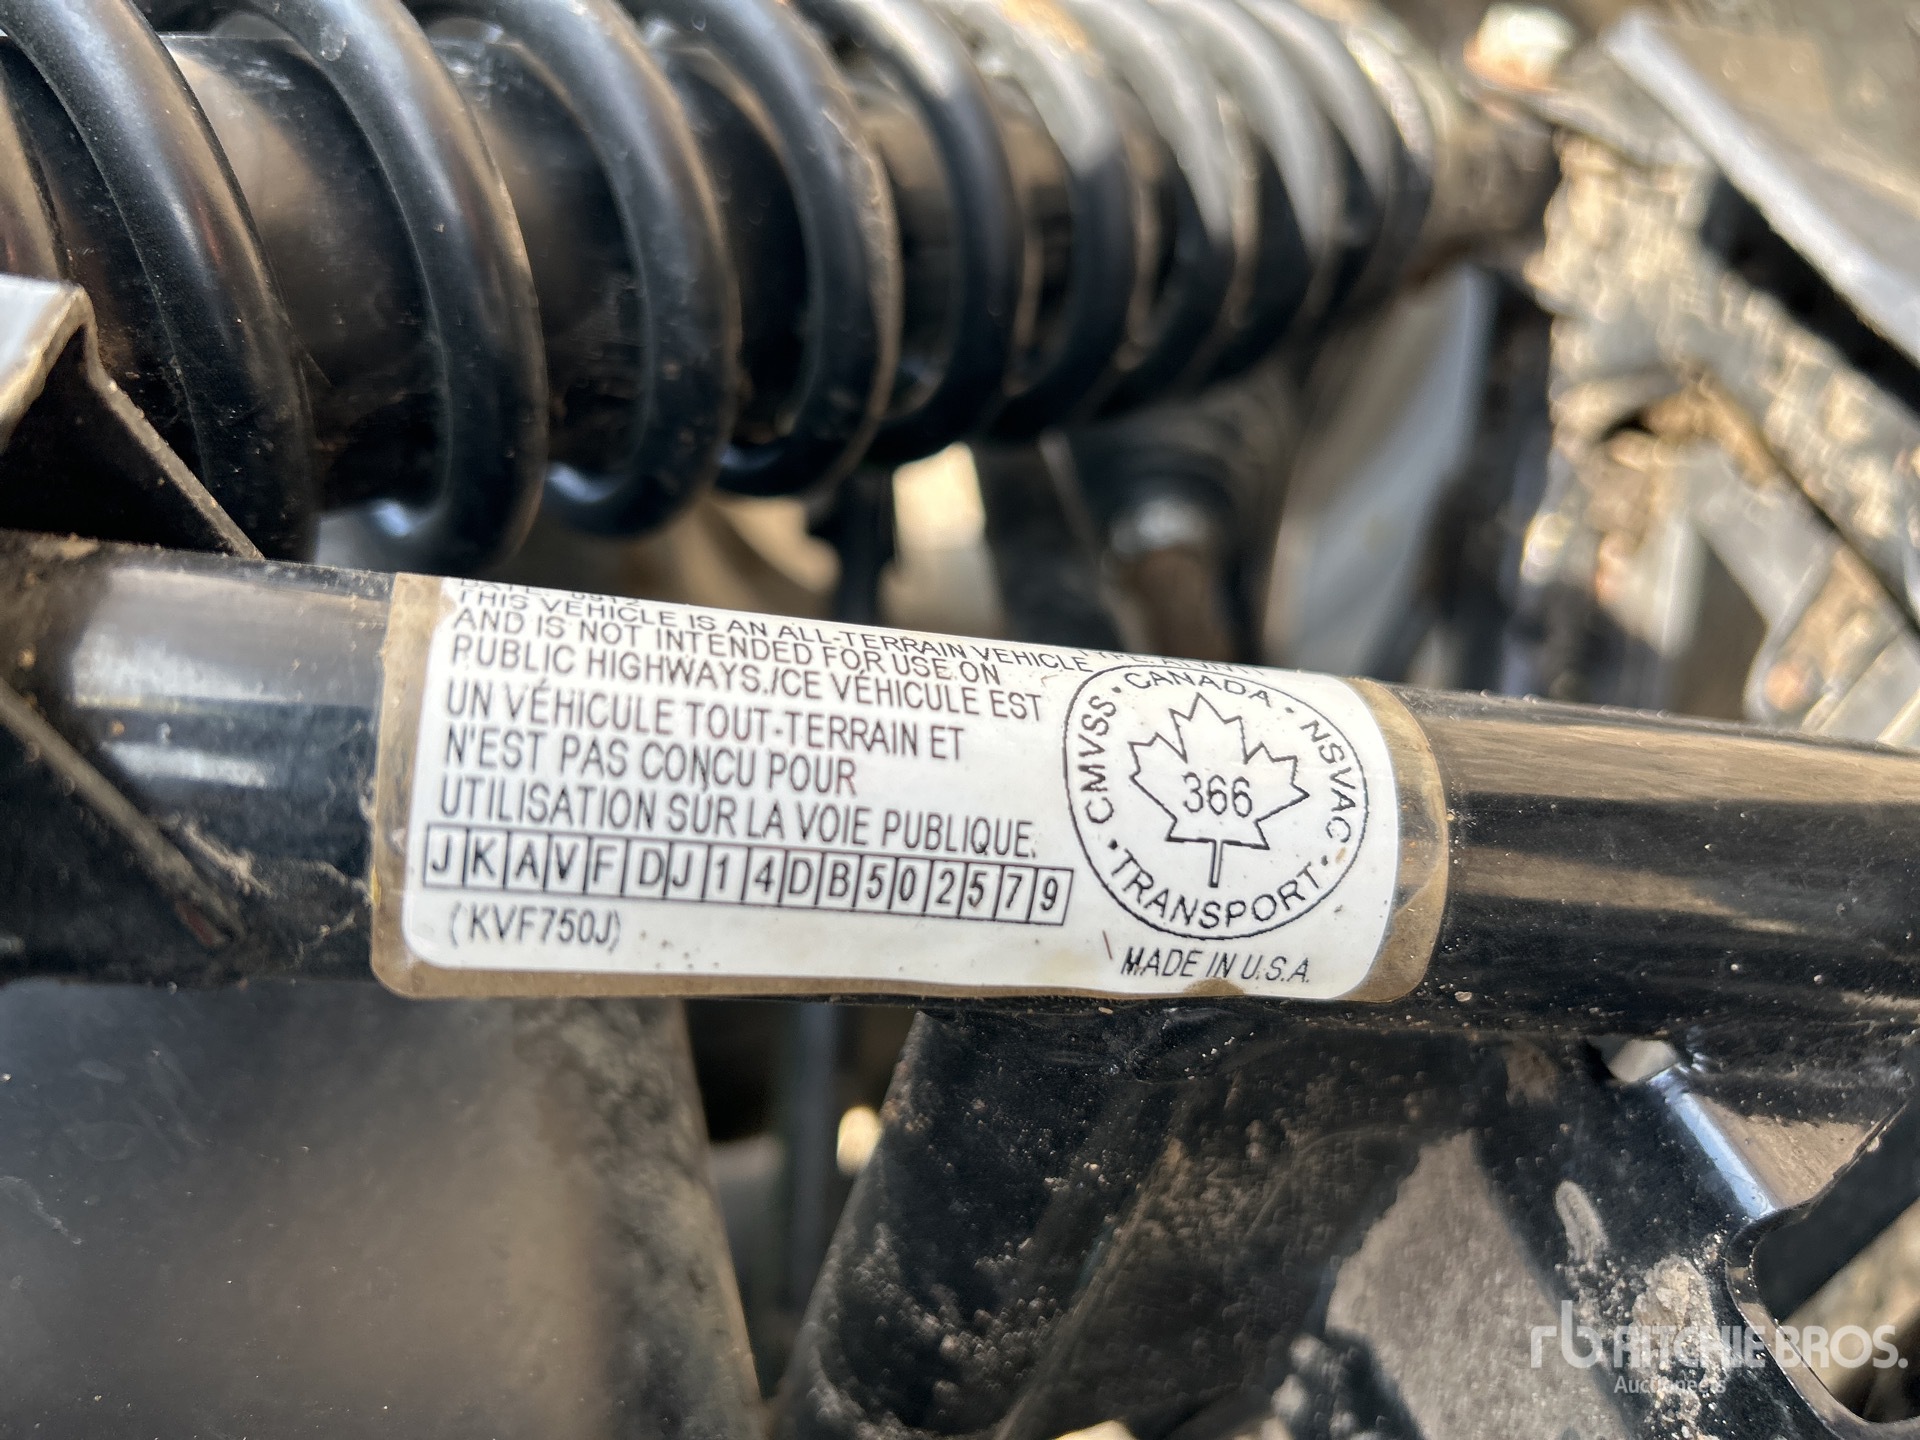 THIS VEHICLE IS AN ALL-TERRAIN VEHICLE
AND IS NOT INTENDED FOR USE ON
PUBLIC HIGHWAYS./CE VÉHICULE EST
UN VÉHICULE TOUT-TERRAIN ET
N'EST PAS CONÇU POUR
UTILISATION SUR LA VOIE PUBLIQUE.
JKAVFDJ14DB502579
(KVF750J)
CMVSS · CANADA · NSVAC · TRANSPORT ·
366
MADE IN U.S.A.
rb RITCHIE BROS.
Auctioneers